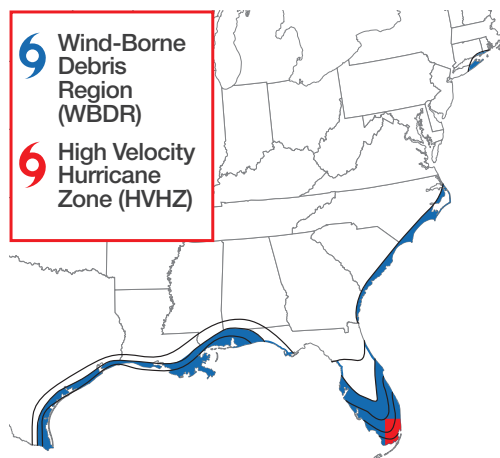 Wind-Borne
Debris
Region
(WBDR)
High Velocity
Hurricane
Zone (HVHZ)